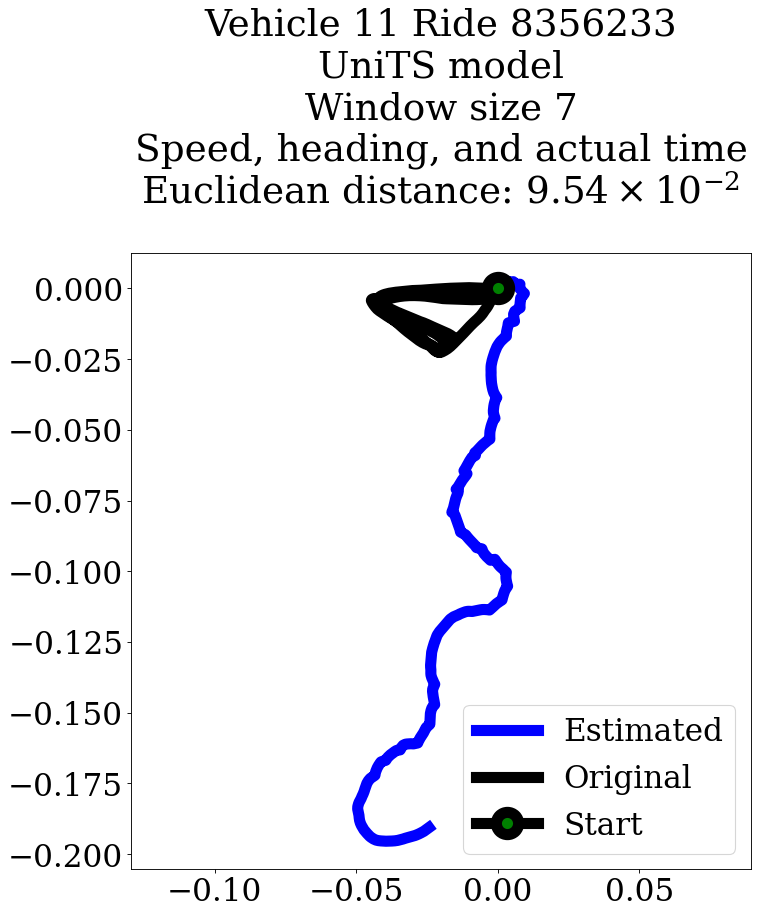 Vehicle 11 Ride 8356233
UniTS model
Window size 7
Speed, heading, and actual time
Euclidean distance: 9.54 × 10⁻²
0.000
−0.025
−0.050
−0.075
−0.100
−0.125
−0.150
−0.175
−0.200
−0.10
−0.05
0.00
0.05
Estimated
Original
Start